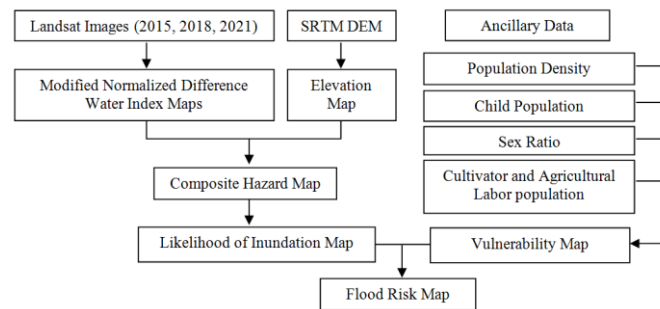 Landsat Images (2015, 2018, 2021)
SRTM DEM
Ancillary Data
Modified Normalized Difference
Water Index Maps
Elevation
Map
Population Density
Child Population
Sex Ratio
Cultivator and Agricultural
Labor population
Composite Hazard Map
Likelihood of Inundation Map
Vulnerability Map
Flood Risk Map